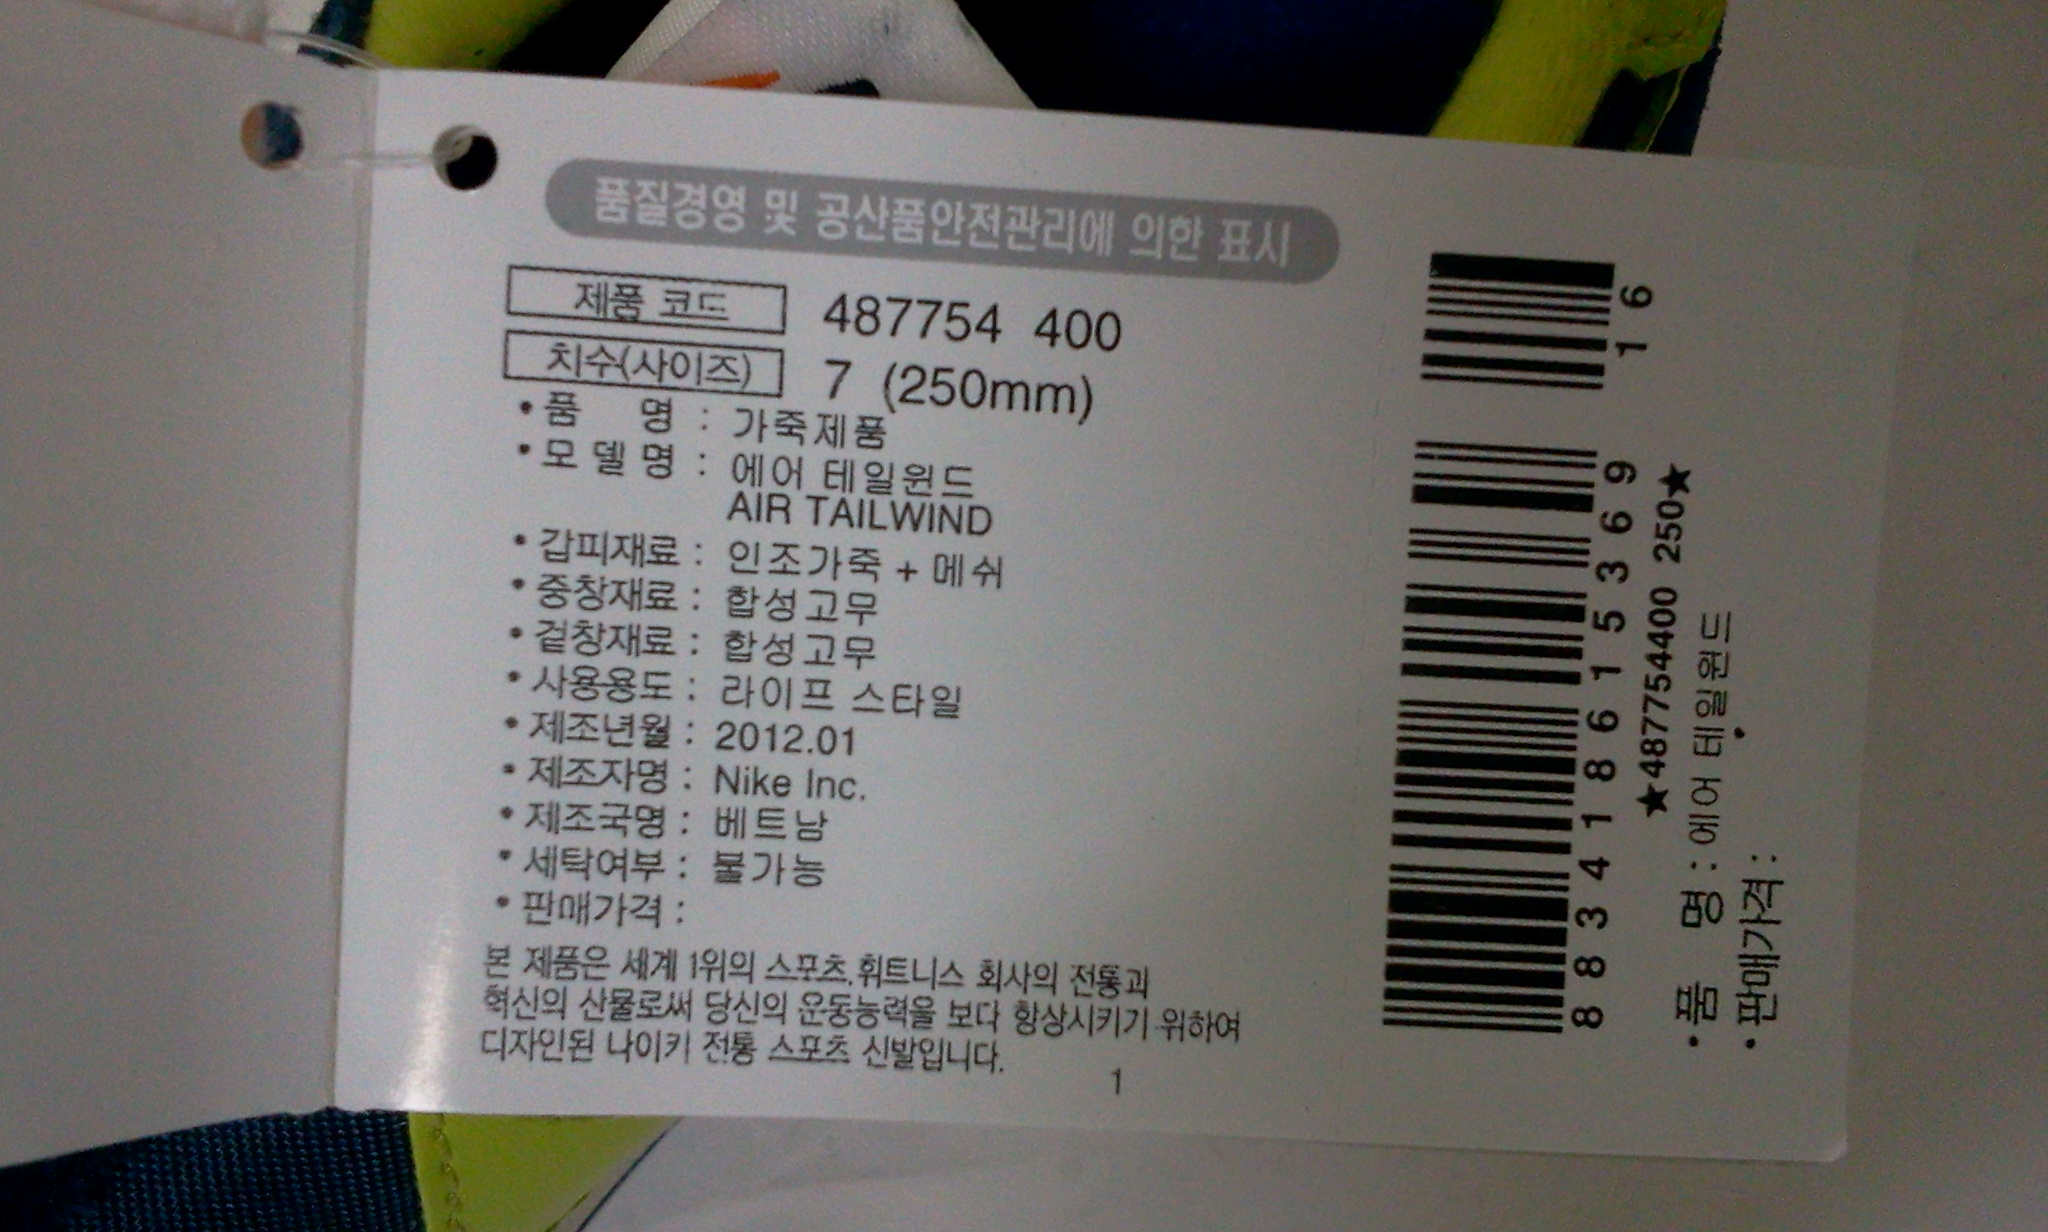 품질경영 및 공산품안전관리에 의한 표시
제품 코드 487754 400
치수(사이즈) 7 (250mm)
• 품 명 : 가죽제품
• 모델명 : 에어 테일윈드
AIR TAILWIND
• 갑피재료 : 인조가죽 + 메쉬
• 중창재료 : 합성고무
• 겉창재료 : 합성고무
• 사용용도 : 라이프 스타일
• 제조년월 : 2012.01
• 제조자명 : Nike Inc.
• 제조국명 : 베트남
• 세탁여부 : 불가능
• 판매가격 :
본 제품은 세계 1위의 스포츠.휘트니스 회사의 전통과
혁신의 산물로써 당신의 운동능력을 보다 향상시키기 위하여
디자인된 나이키 전통 스포츠 신발입니다.
1
883418615369 16
★487754400 250★
• 품 명 : 에어 테일윈드
• 판매가격 :